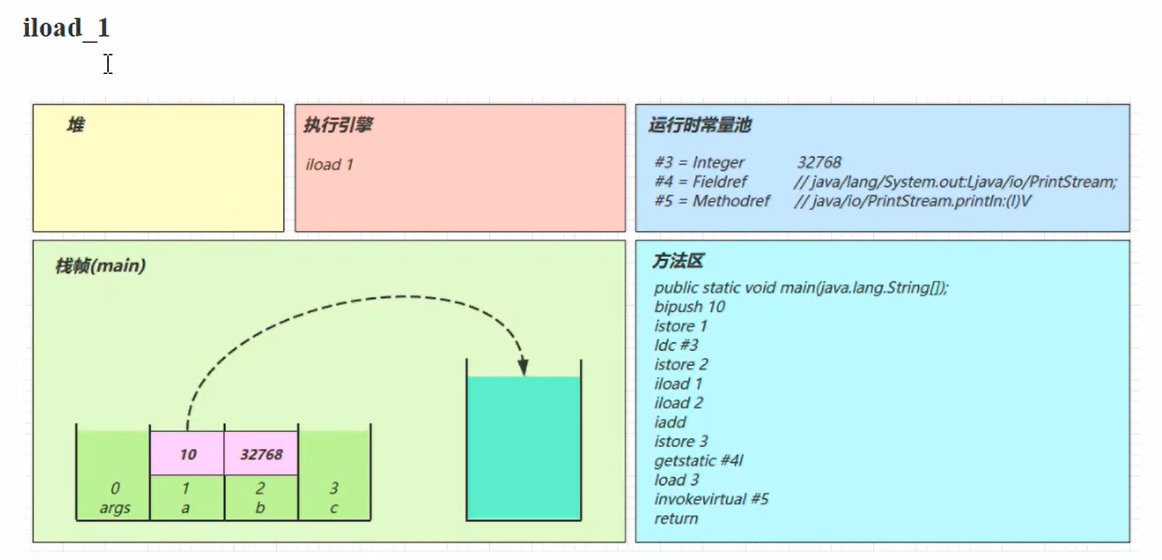 iload_1
堆
执行引擎
iload 1
运行时常量池
#3 = Integer 32768
#4 = Fieldref // java/lang/System.out:Ljava/io/PrintStream;
#5 = Methodref // java/io/PrintStream.println:(I)V
栈帧(main)
10 32768
0 1 2 3
args a b c
方法区
public static void main(java.lang.String[]);
bipush 10
istore 1
ldc #3
istore 2
iload 1
iload 2
iadd
istore 3
getstatic #4I
load 3
invokevirtual #5
return